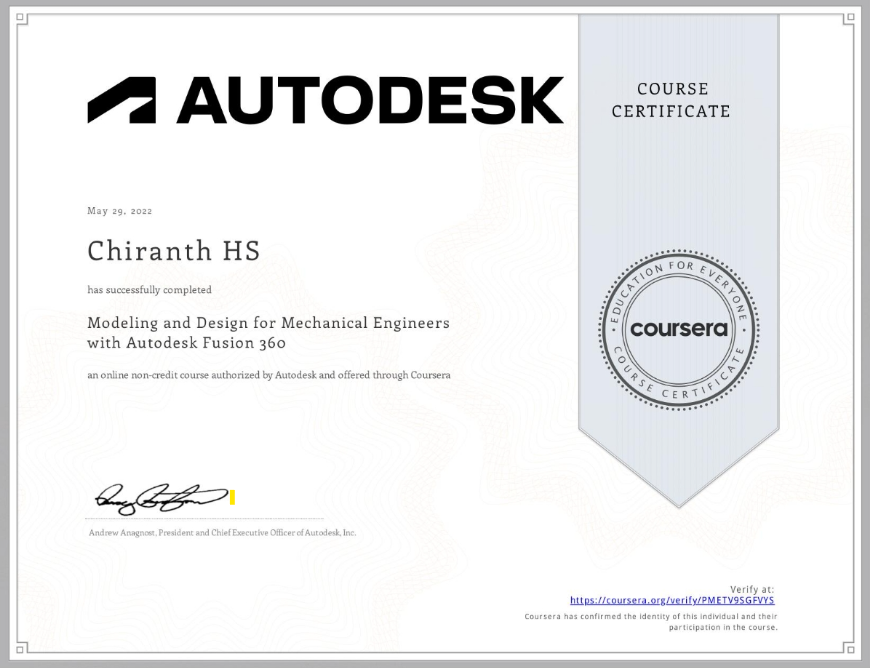 AUTODESK
COURSE
CERTIFICATE
May 29, 2022
Chiranth HS
has successfully completed
Modeling and Design for Mechanical Engineers
with Autodesk Fusion 360
an online non-credit course authorized by Autodesk and offered through Coursera
EDUCATION FOR EVERYONE
coursera
COURSE CERTIFICATE
Andrew Anagnost, President and Chief Executive Officer of Autodesk, Inc.
Verify at:
https://coursera.org/verify/PMETV9SGFVYS
Coursera has confirmed the identity of this individual and their
participation in the course.